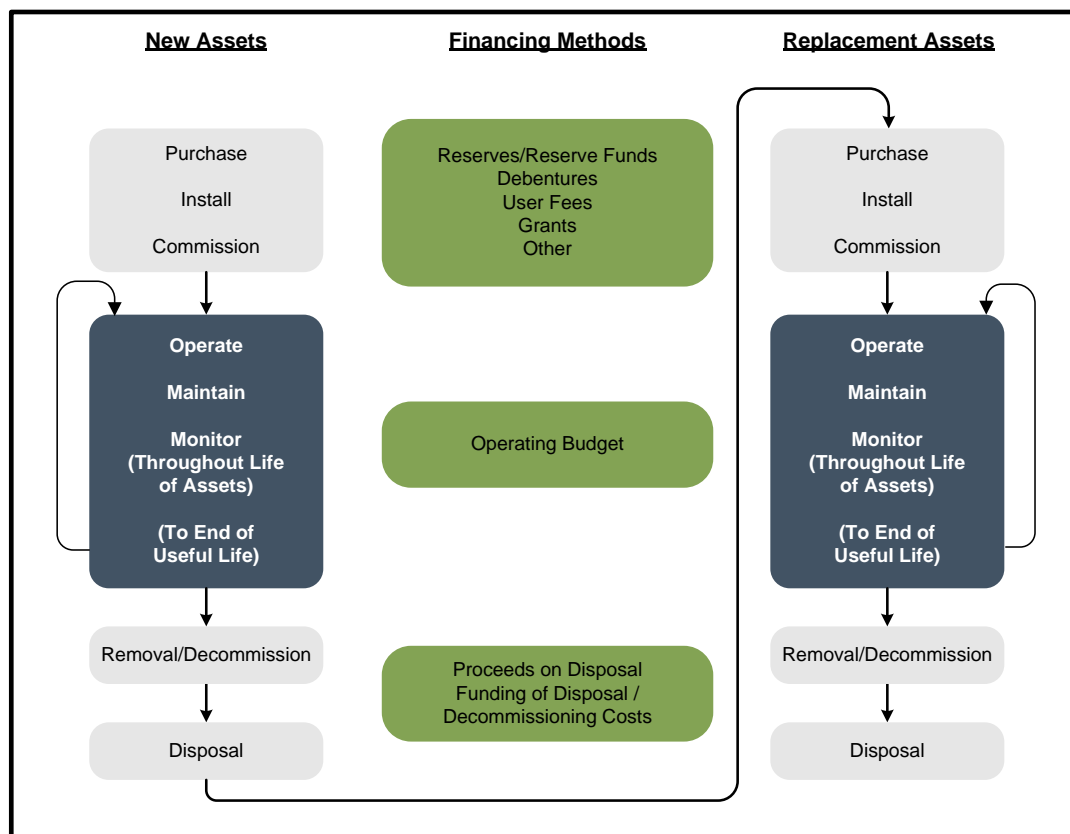 New Assets
Financing Methods
Replacement Assets
Purchase
Install
Commission
Operate
Maintain
Monitor
(Throughout Life
of Assets)
(To End of
Useful Life)
Removal/Decommission
Disposal
Reserves/Reserve Funds
Debentures
User Fees
Grants
Other
Operating Budget
Proceeds on Disposal
Funding of Disposal /
Decommissioning Costs
Purchase
Install
Commission
Operate
Maintain
Monitor
(Throughout Life
of Assets)
(To End of
Useful Life)
Removal/Decommission
Disposal